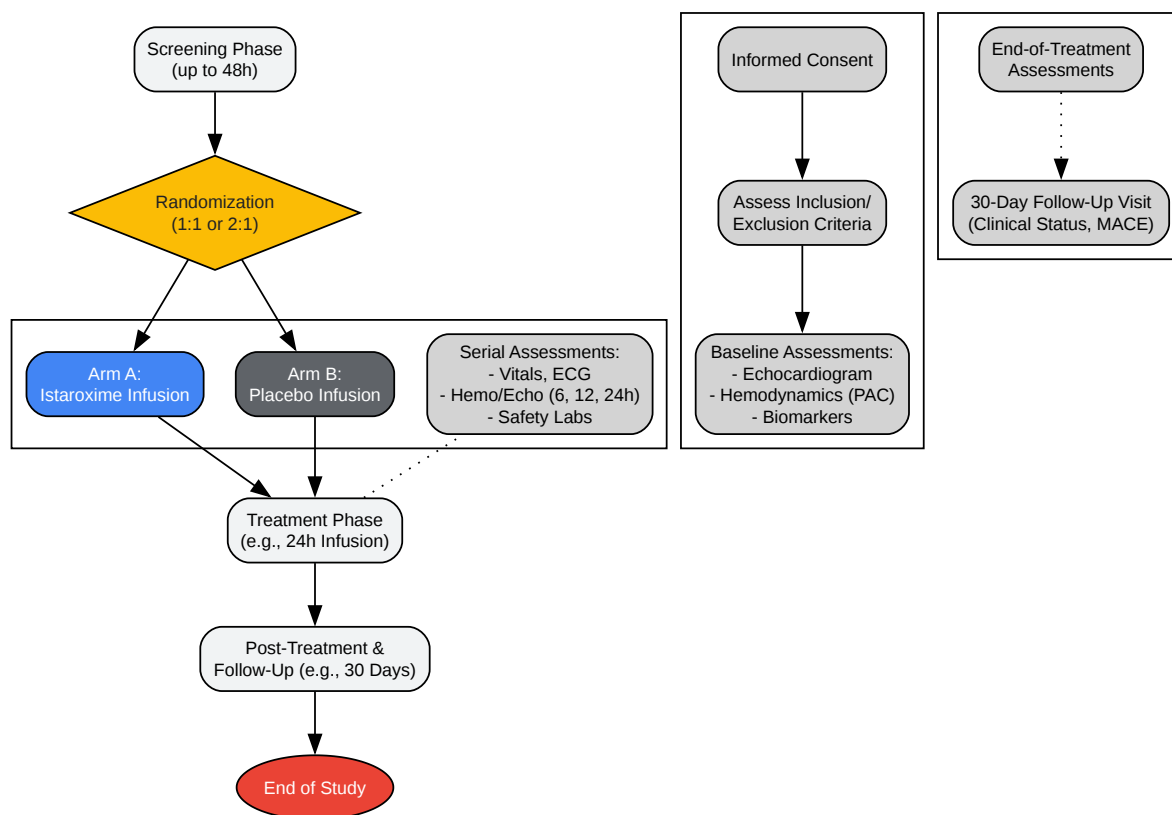 Screening Phase
(up to 48h)
Randomization
(1:1 or 2:1)
Arm A:
Istaroxime Infusion
Arm B:
Placebo Infusion
Serial Assessments:
- Vitals, ECG
- Hemo/Echo (6, 12, 24h)
- Safety Labs
Treatment Phase
(e.g., 24h Infusion)
Post-Treatment &
Follow-Up (e.g., 30 Days)
End of Study
Informed Consent
Assess Inclusion/
Exclusion Criteria
Baseline Assessments:
- Echocardiogram
- Hemodynamics (PAC)
- Biomarkers
End-of-Treatment
Assessments
30-Day Follow-Up Visit
(Clinical Status, MACE)